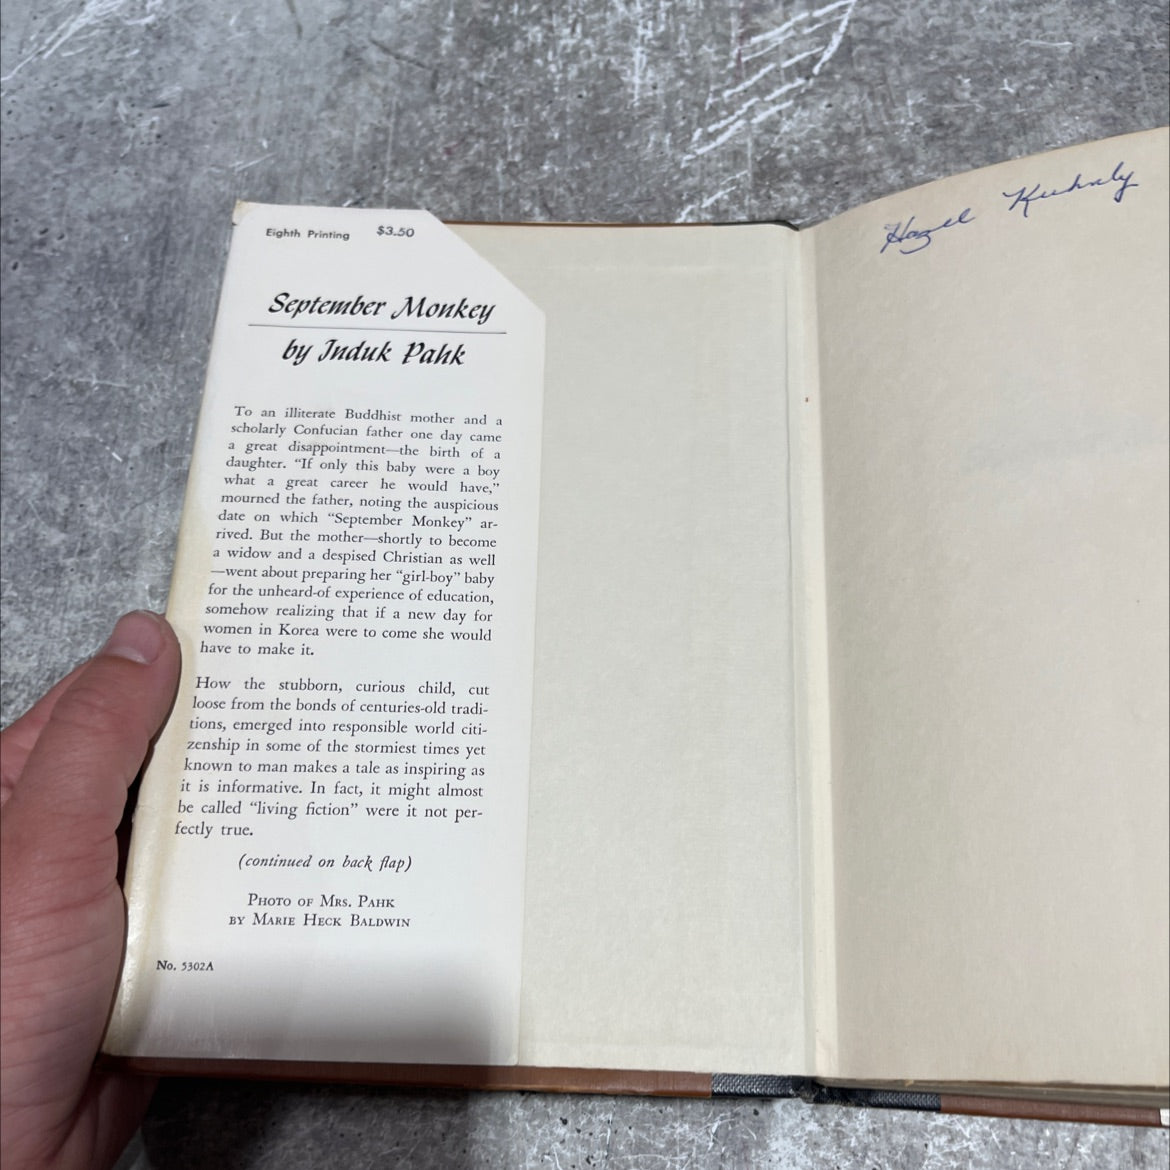 Eighth Printing $3.50
September Monkey
by Induk Pahk
To an illiterate Buddhist mother and a
scholarly Confucian father one day came
a great disappointment—the birth of a
daughter. “If only this baby were a boy
what a great career he would have,”
mourned the father, noting the auspicious
date on which “September Monkey” ar-
rived. But the mother—shortly to become
a widow and a despised Christian as well
—went about preparing her “girl-boy” baby
for the unheard-of experience of education,
somehow realizing that if a new day for
women in Korea were to come she would
have to make it.
How the stubborn, curious child, cut
loose from the bonds of centuries-old tradi-
tions, emerged into responsible world citi-
zenship in some of the stormiest times yet
known to man makes a tale as inspiring as
it is informative. In fact, it might almost
be called “living fiction” were it not per-
fectly true.
(continued on back flap)
PHOTO OF MRS. PAHK
BY MARIE HECK BALDWIN
No. 5302A
Hazel